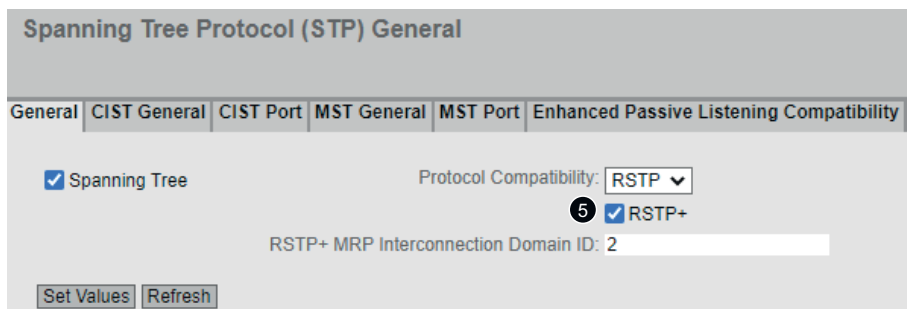 Spanning Tree Protocol (STP) General
General CIST General CIST Port MST General MST Port Enhanced Passive Listening Compatibility
Spanning Tree Protocol Compatibility: RSTP
5 RSTP+
RSTP+ MRP Interconnection Domain ID: 2
Set Values Refresh